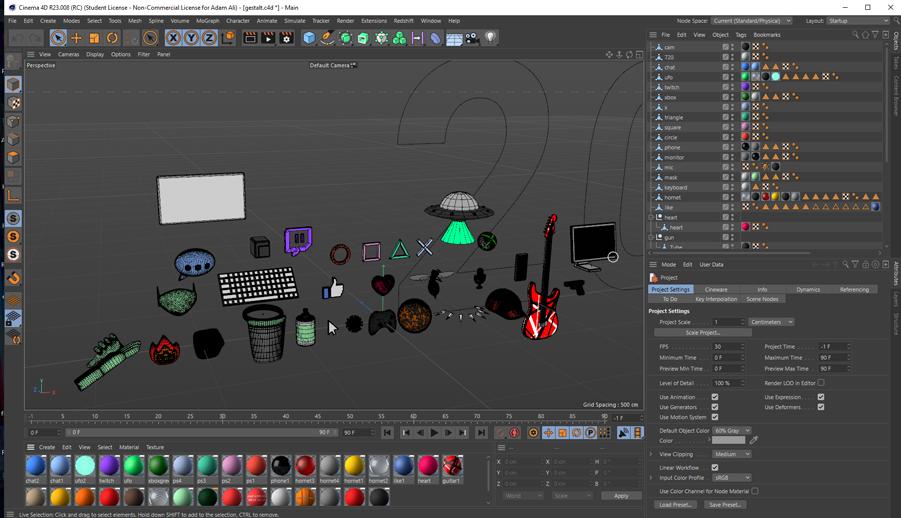 Cinema 4D R23.008 (RC) (Student License - Non-Commercial License for Adam Ali) - [gestalt.c4d *] - Main
File Edit Create Modes Select Tools Mesh Spline Volume MoGraph Character Animate Simulate Tracker Render Extensions Redshift Window Help
Node Space: Current (Standard/Physical) Layout: Startup
View Cameras Display Options Filter Panel
Perspective
Default Camera
Grid Spacing : 500 cm
File Edit View Object Tags Bookmarks
cam
720
chat
ufo
twitch
xbox
x
triangle
square
circle
phone
monitor
mic
mask
keyboard
hornet
like
heart
heart
gun
Tube
Objects
Takes
Content Browser
Attributes
Layers
Mode Edit User Data
Project
Project Settings Cineware Info Dynamics Referencing
To Do Key Interpolation Scene Nodes
Project Settings
Project Scale 1 Centimeters
Scale Project...
FPS 30 Project Time -1 F
Minimum Time 0 F Maximum Time 90 F
Preview Min Time 0 F Preview Max Time 90 F
Level of Detail 100 % Render LOD in Editor
Use Animation Use Expression
Use Generators Use Deformers
Use Motion System
Default Object Color 60% Gray
Color
View Clipping Medium
Linear Workflow
Input Color Profile sRGB
Use Color Channel for Node Material
Load Preset... Save Preset...
-1 5 10 15 20 25 30 35 40 45 50 55 60 65 70 75 80 85 90 -1 F
0 F 0 F 90 F 90 F
Create Edit View Select Material Texture
chat2 chat1 ufo2 twitch ufo xboxgree ps4 ps3 ps2 ps1 phone1 hornet3 hornet4 hornet1 hornet2 like1 heart guitar1
X 0 cm X 0 cm H
Y 0 cm Y 0 cm P
Z 0 cm Z 0 cm B
World Scale Apply
Live Selection: Click and drag to select elements. Hold down SHIFT to add to the selection, CTRL to remove.